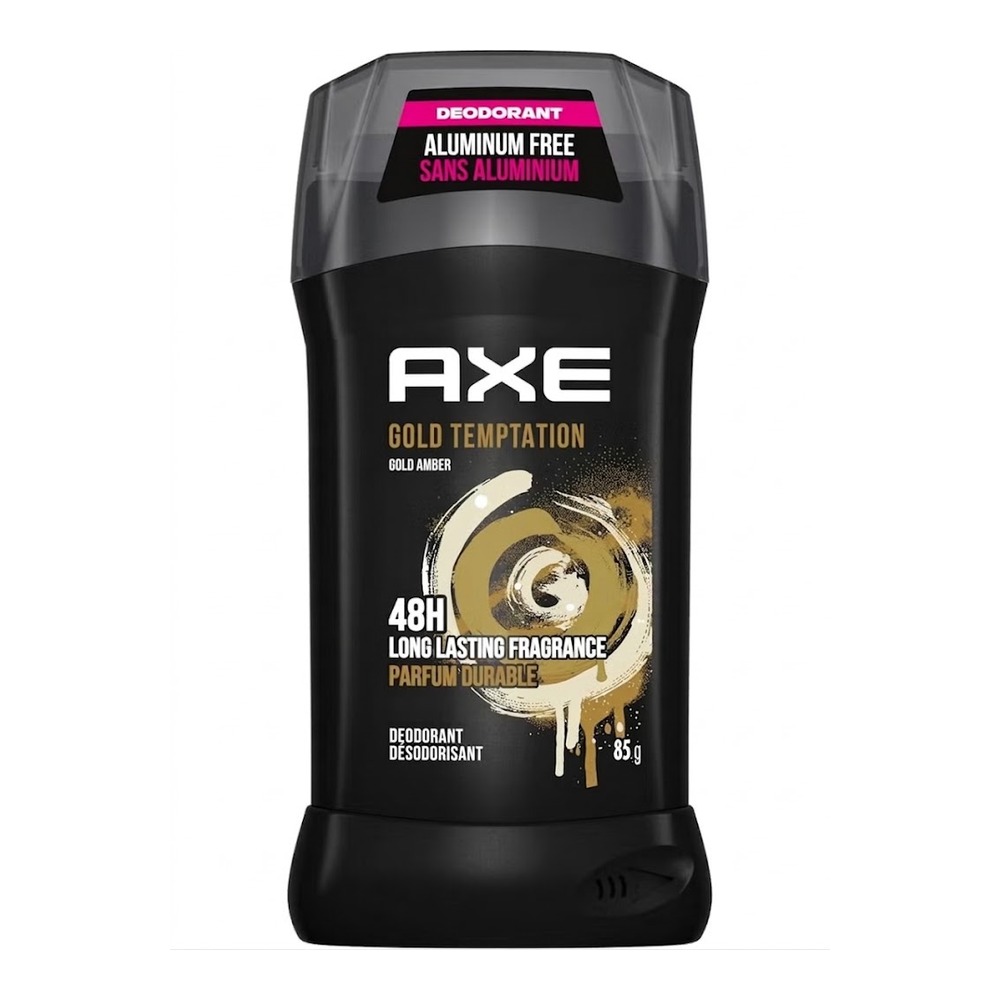 DEODORANT
ALUMINUM FREE
SANS ALUMINIUM
AXE
GOLD TEMPTATION
GOLD AMBER
48H
LONG LASTING FRAGRANCE
PARFUM DURABLE
DEODORANT
DÉSODORISANT
85 g